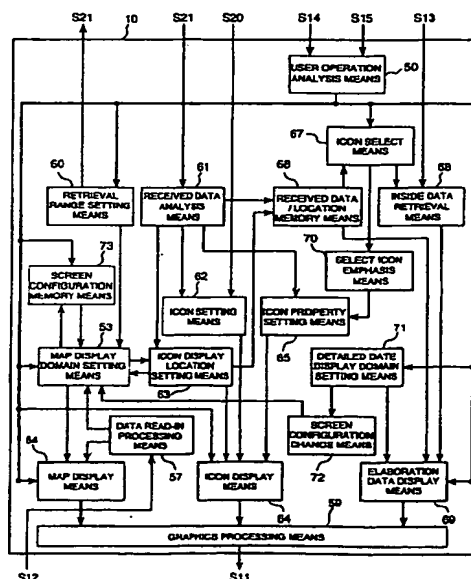 S21 S21 S20 S14 S15 S13
10
USER OPERATION
ANALYSIS MEANS
50
67
ICON SELECT
MEANS
60
RETRIEVAL
RANGE SETTING
MEANS
61
RECEIVED DATA
ANALYSIS
MEANS
66
RECEIVED DATA
/ LOCATION
MEMORY MEANS
68
INSIDE DATA
RETRIEVAL
MEANS
73
SCREEN
CONFIGURATION
MEMORY MEANS
70
SELECT ICON
EMPHASIS
MEANS
62
ICON SETTING
MEANS
ICON PROPERTY
SETTING MEANS
65
53
MAP DISPLAY
DOMAIN SETTING
MEANS
ICON DISPLAY
LOCATION
SETTING MEANS
63
71
DETAILED DATE
DISPLAY DOMAIN
SETTING MEANS
DATA READ-IN
PROCESSING
MEANS
57
SCREEN
CONFIGURATION
CHANGE MEANS
72
54
MAP DISPLAY
MEANS
ICON DISPLAY
MEANS
64
ELABORATION
DATA DISPLAY
MEANS
69
59
GRAPHICS PROCESSING MEANS
S12 S11